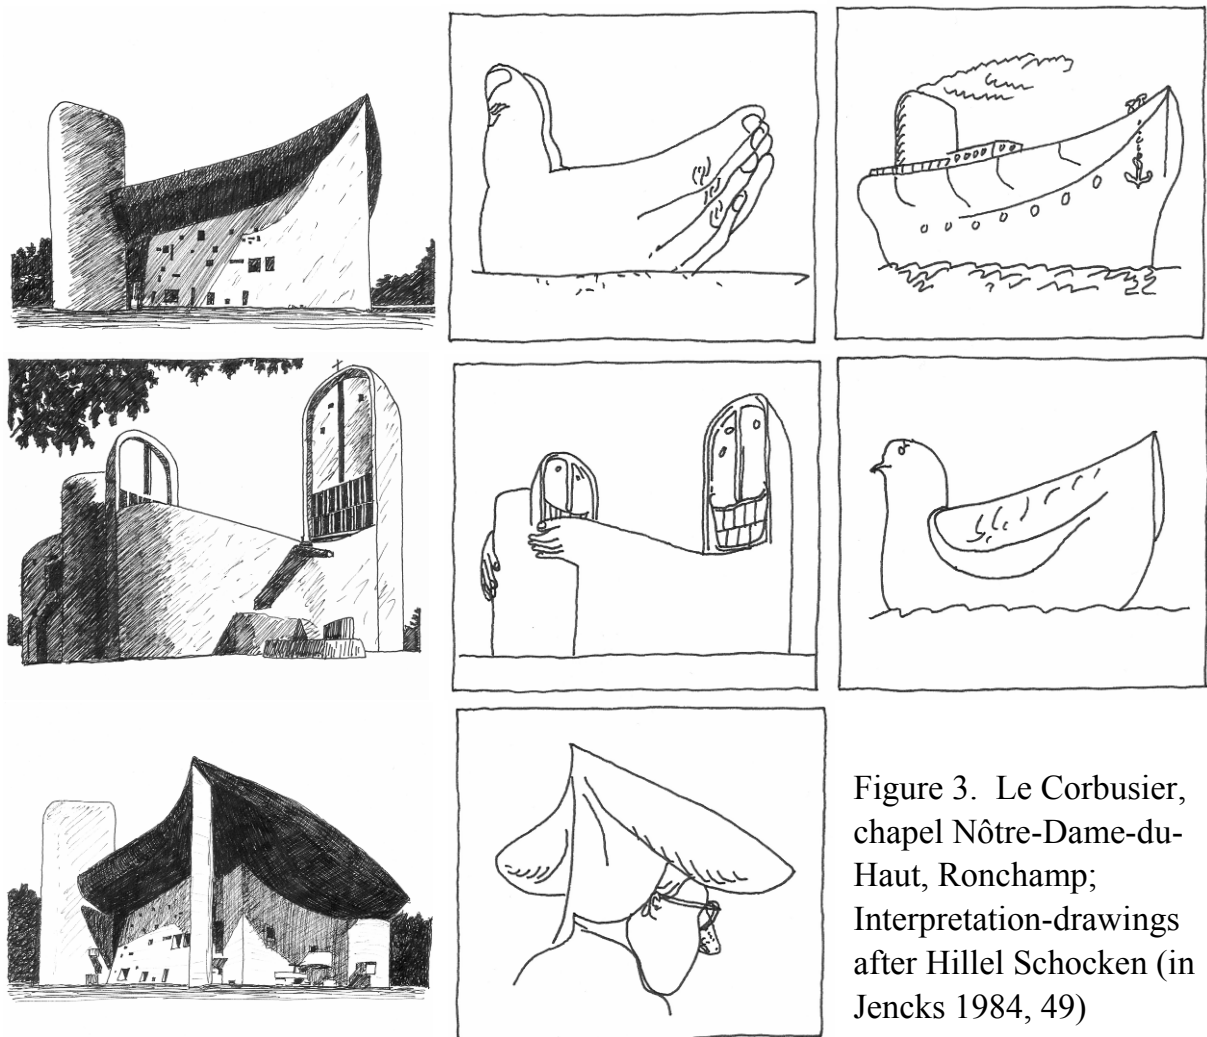 Figure 3.  Le Corbusier,
chapel Nôtre-Dame-du-
Haut, Ronchamp;
Interpretation-drawings
after Hillel Schocken (in
Jencks 1984, 49)